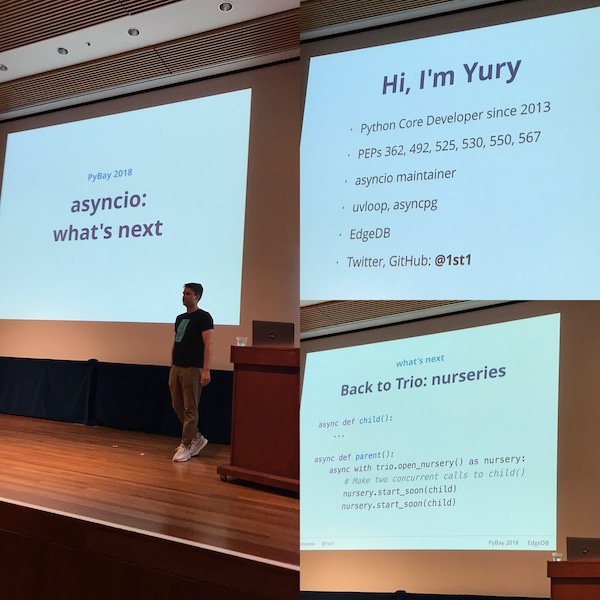 PyBay 2018
asyncio:
what's next
Hi, I'm Yury
• Python Core Developer since 2013
• PEPs 362, 492, 525, 530, 550, 567
• asyncio maintainer
• uvloop, asyncpg
• EdgeDB
• Twitter, GitHub: @1st1
what's next
Back to Trio: nurseries
async def child():
...
async def parent():
async with trio.open_nursery() as nursery:
# Make two concurrent calls to child()
nursery.start_soon(child)
nursery.start_soon(child)
@1st1 PyBay 2018 EdgeDB